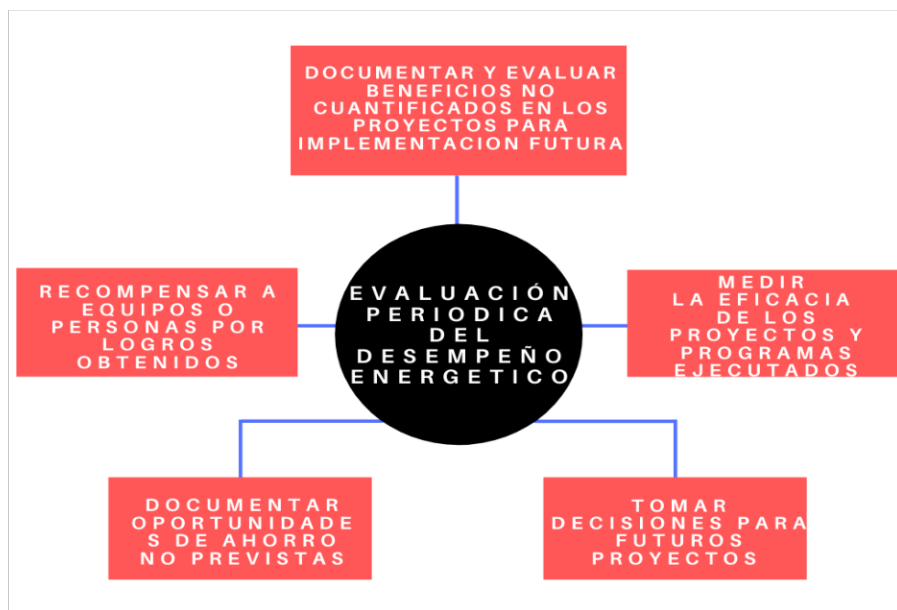 DOCUMENTAR Y EVALUAR
BENEFICIOS NO
CUANTIFICADOS EN LOS
PROYECTOS PARA
IMPLEMENTACION FUTURA
RECOMPENSAR A
EQUIPOS O
PERSONAS POR
LOGROS
OBTENIDOS
EVALUACIÓN
PERIODICA
DEL
DESEMPEÑO
ENERGETICO
MEDIR
LA EFICACIA
DE LOS
PROYECTOS Y
PROGRAMAS
EJECUTADOS
DOCUMENTAR
OPORTUNIDADE
S DE AHORRO
NO PREVISTAS
TOMAR
DECISIONES PARA
FUTUROS
PROYECTOS